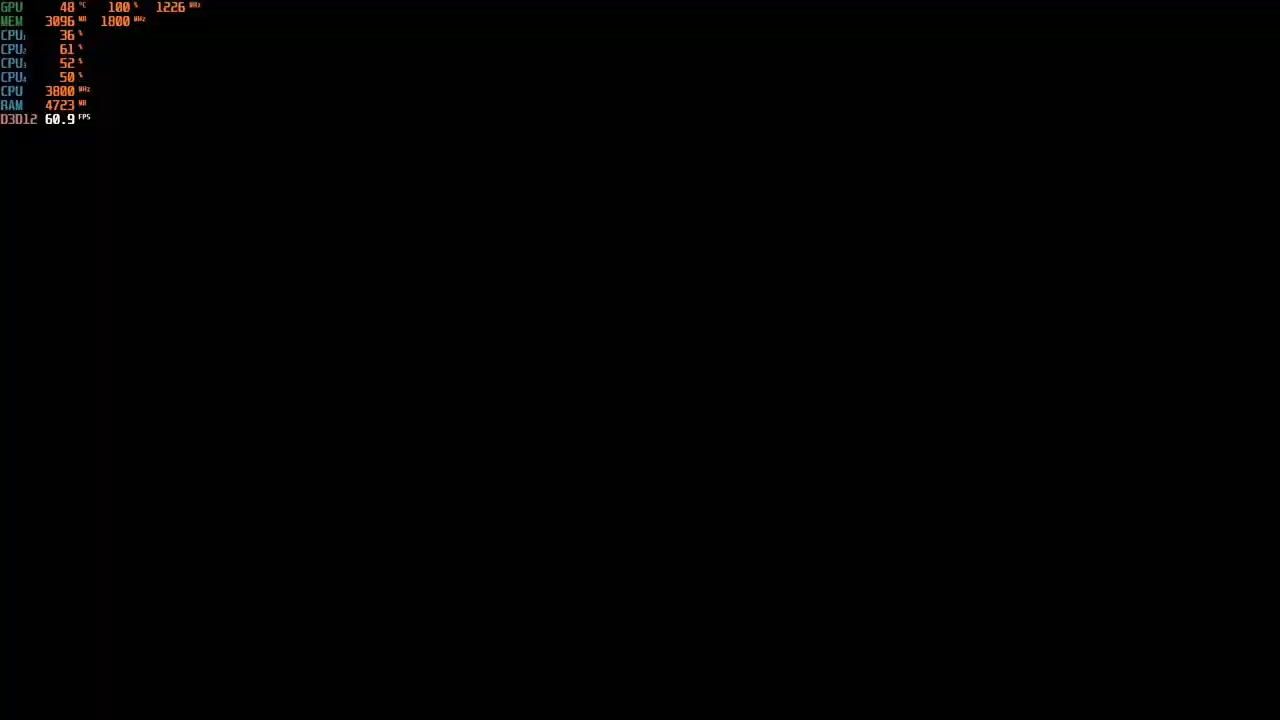 GPU 48 °C 100 % 1226 MHz
MEM 3096 MB 1800 MHz
CPU1 36 %
CPU2 61 %
CPU3 52 %
CPU4 50 %
CPU 3800 MHz
RAM 4723 MB
D3D12 60.9 FPS